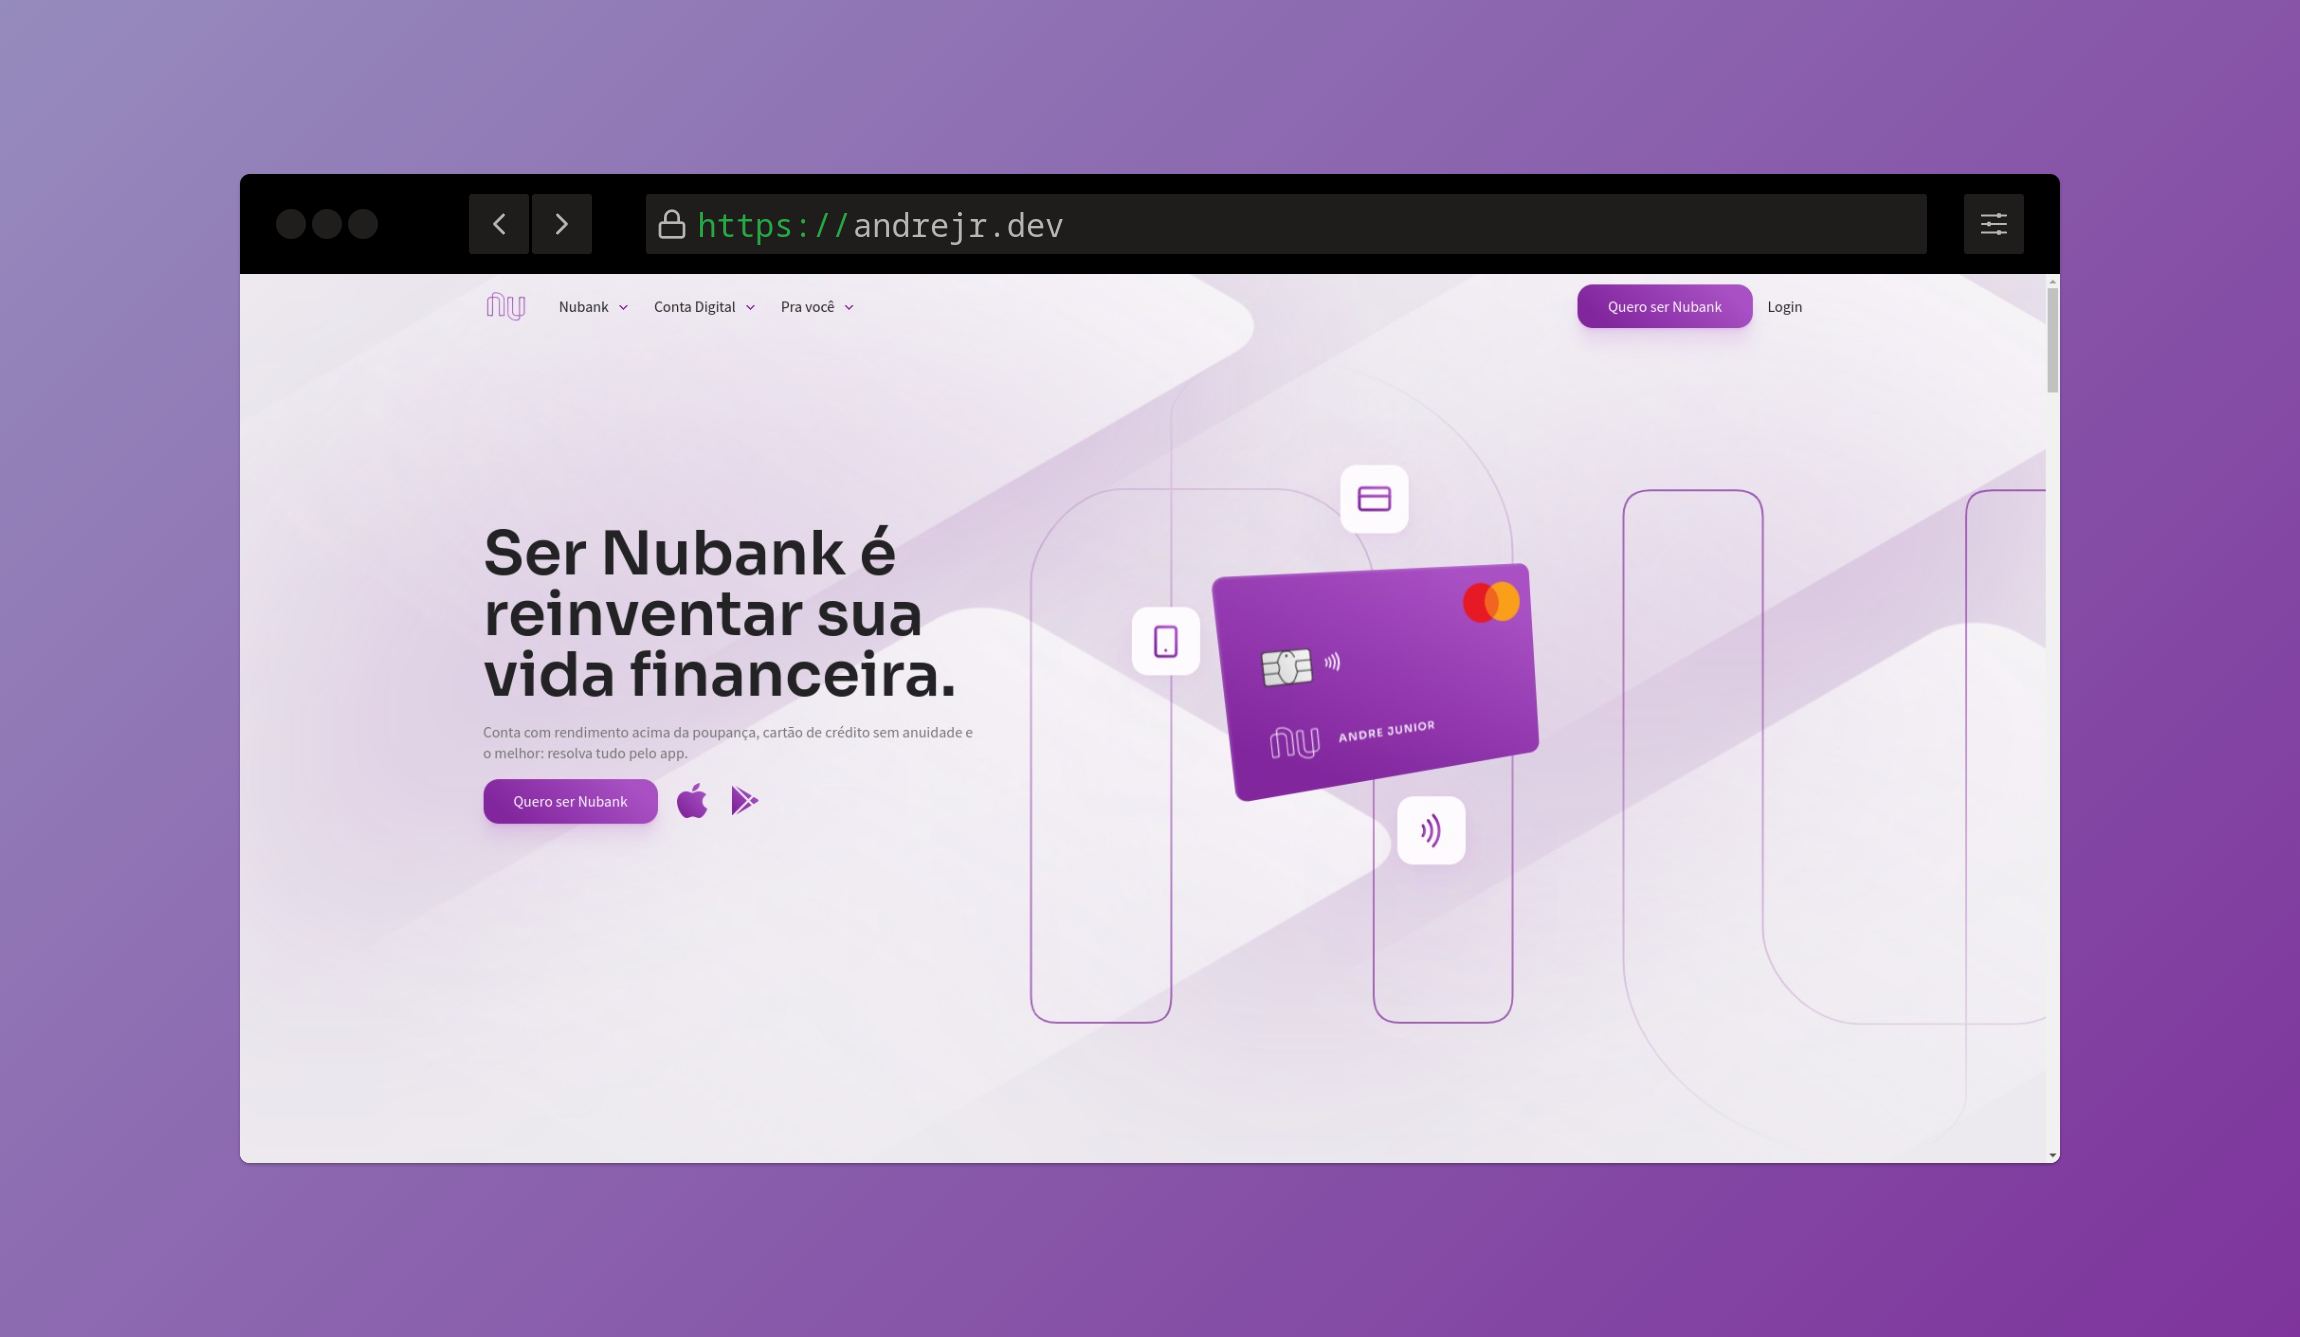 https://andrejr.dev
nu Nubank Conta Digital Pra você Quero ser Nubank Login
Ser Nubank é
reinventar sua
vida financeira.
Conta com rendimento acima da poupança, cartão de crédito sem anuidade e
o melhor: resolva tudo pelo app.
Quero ser Nubank
nu ANDRE JUNIOR